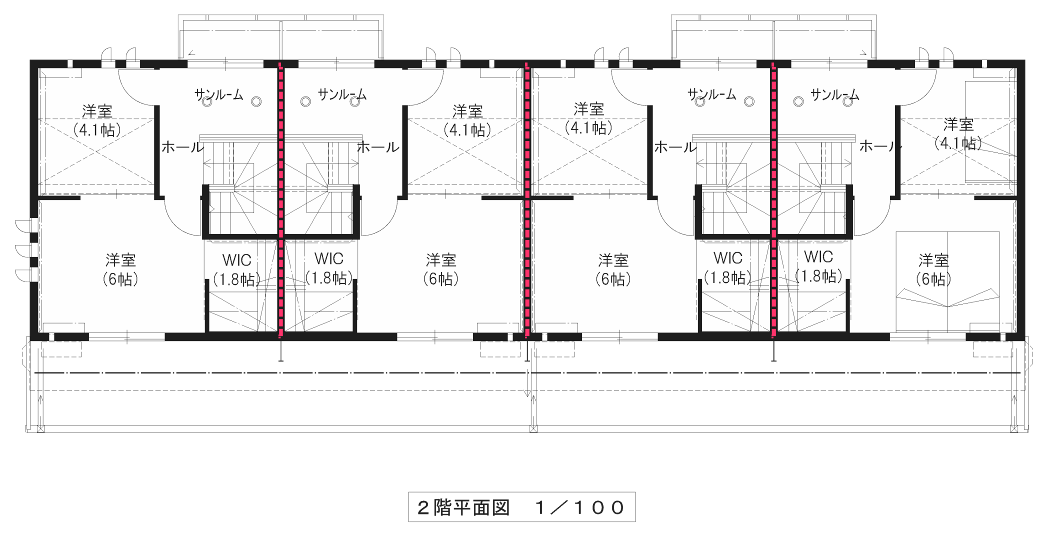 サンルーム サンルーム サンルーム サンルーム
洋室 洋室 洋室 洋室
(4.1帖) (4.1帖) (4.1帖) (4.1帖)
ホール ホール ホール ホール
洋室 WIC WIC 洋室 洋室 WIC WIC 洋室
(6帖) (1.8帖) (1.8帖) (6帖) (6帖) (1.8帖) (1.8帖) (6帖)
２階平面図　１／１００